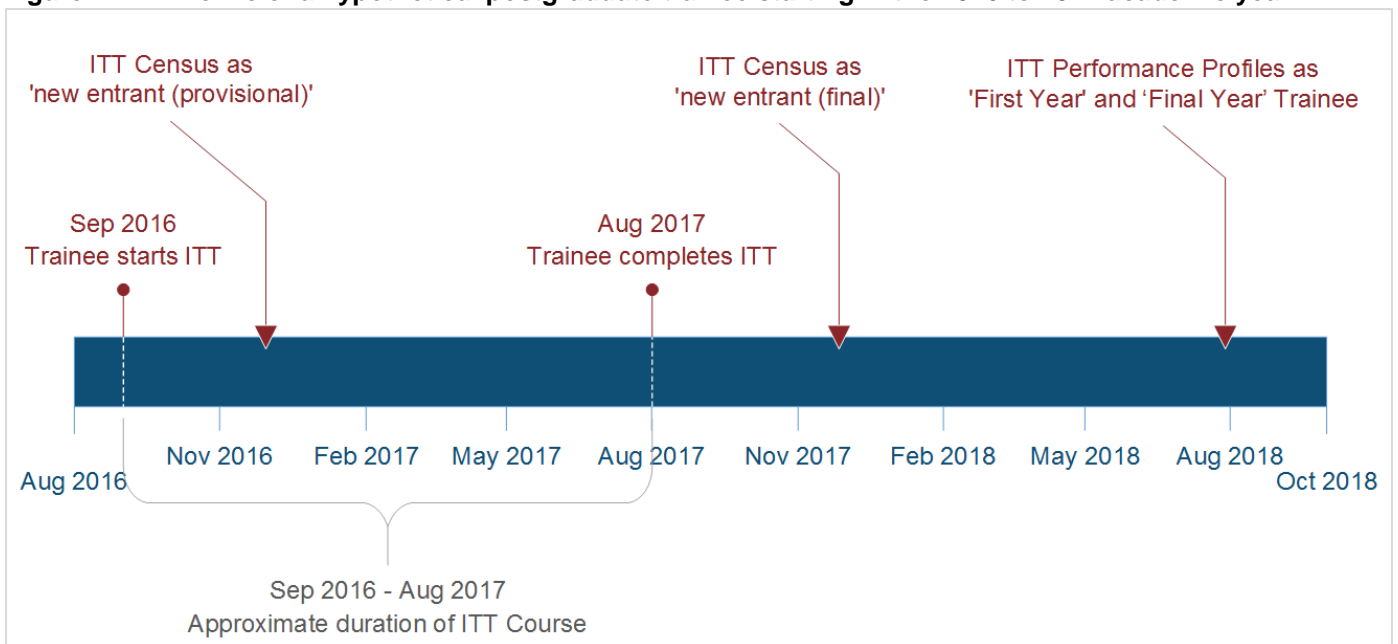 ITT Census as
'new entrant (provisional)'
ITT Census as
'new entrant (final)'
ITT Performance Profiles as
'First Year' and ‘Final Year’ Trainee
Sep 2016
Trainee starts ITT
Aug 2017
Trainee completes ITT
Nov 2016
Feb 2017
May 2017
Aug 2017
Nov 2017
Feb 2018
May 2018
Aug 2018
Aug 2016
Oct 2018
Sep 2016 - Aug 2017
Approximate duration of ITT Course